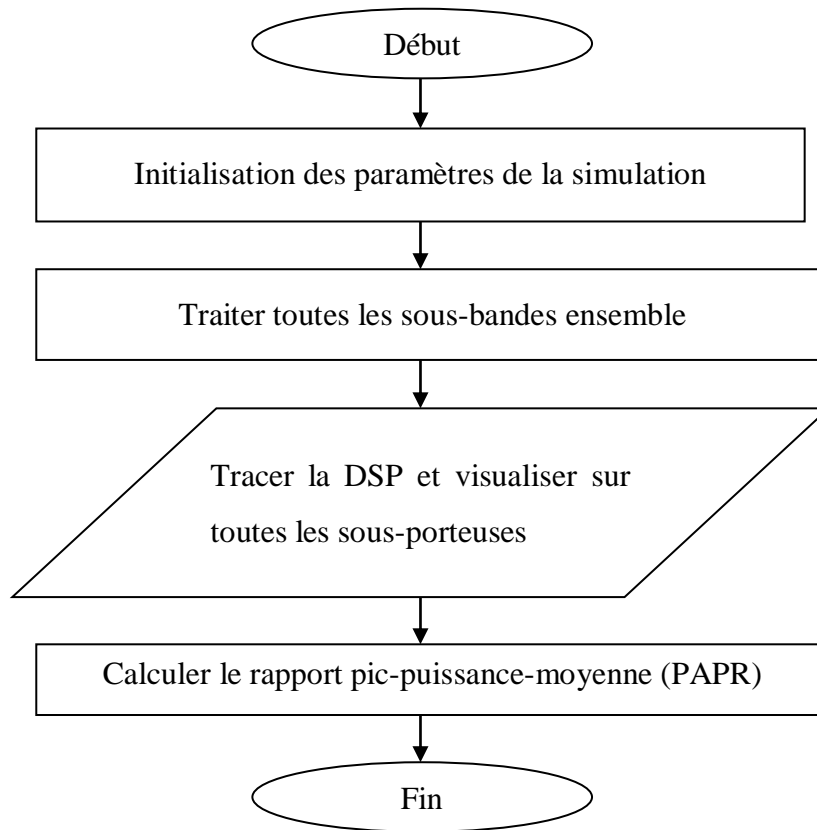 Début
Initialisation des paramètres de la simulation
Traiter toutes les sous-bandes ensemble
Tracer la DSP et visualiser sur
toutes les sous-porteuses
Calculer le rapport pic-puissance-moyenne (PAPR)
Fin